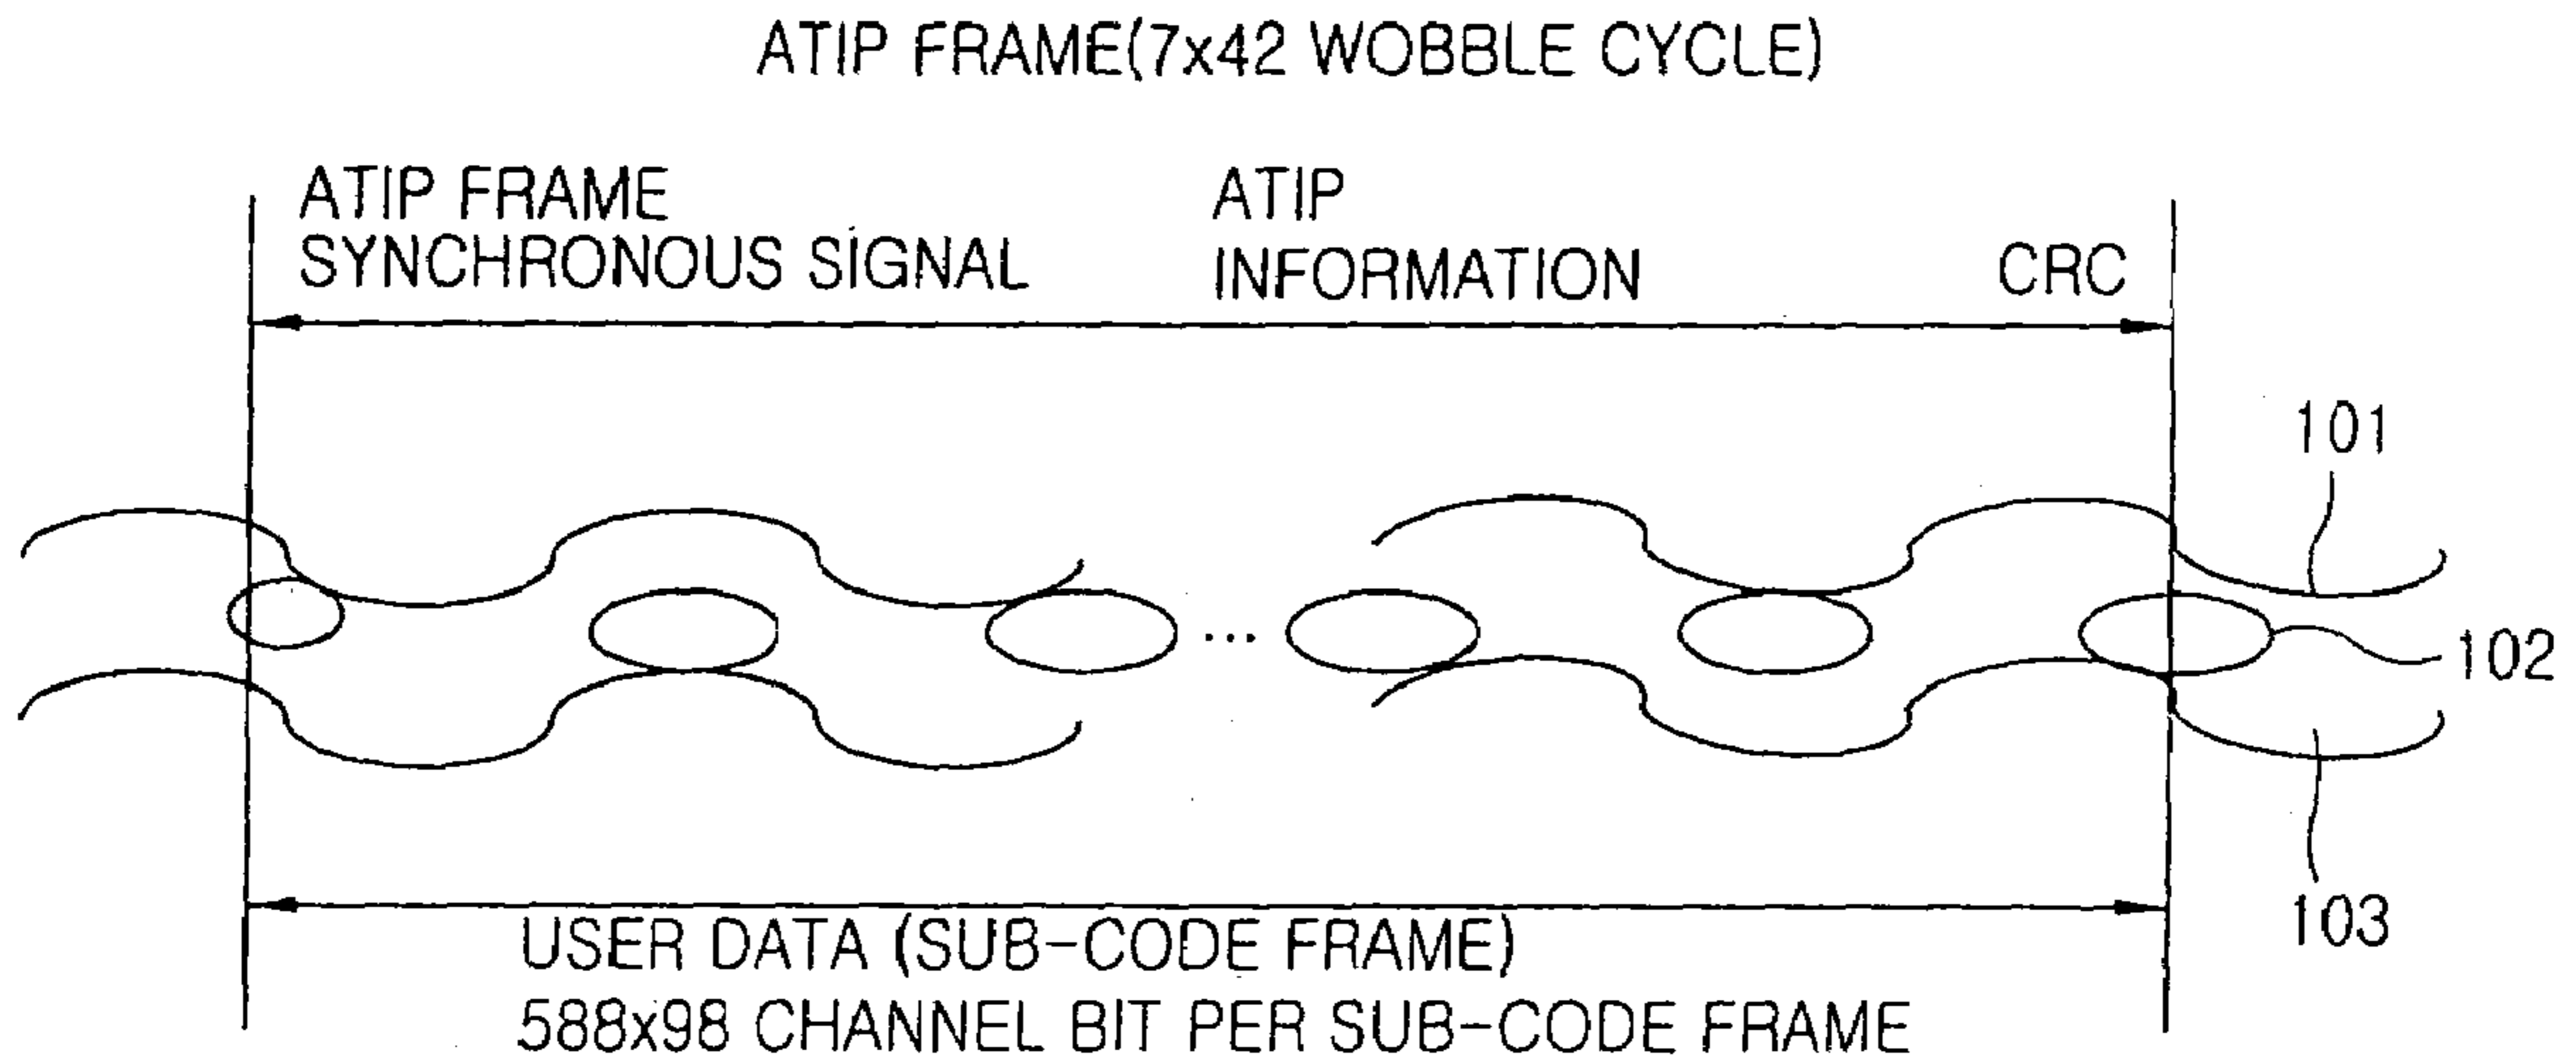 ATIP FRAME(7x42 WOBBLE CYCLE)
ATIP FRAME
SYNCHRONOUS SIGNAL
ATIP
INFORMATION
CRC
101
...
102
103
USER DATA (SUB-CODE FRAME)
588x98 CHANNEL BIT PER SUB-CODE FRAME